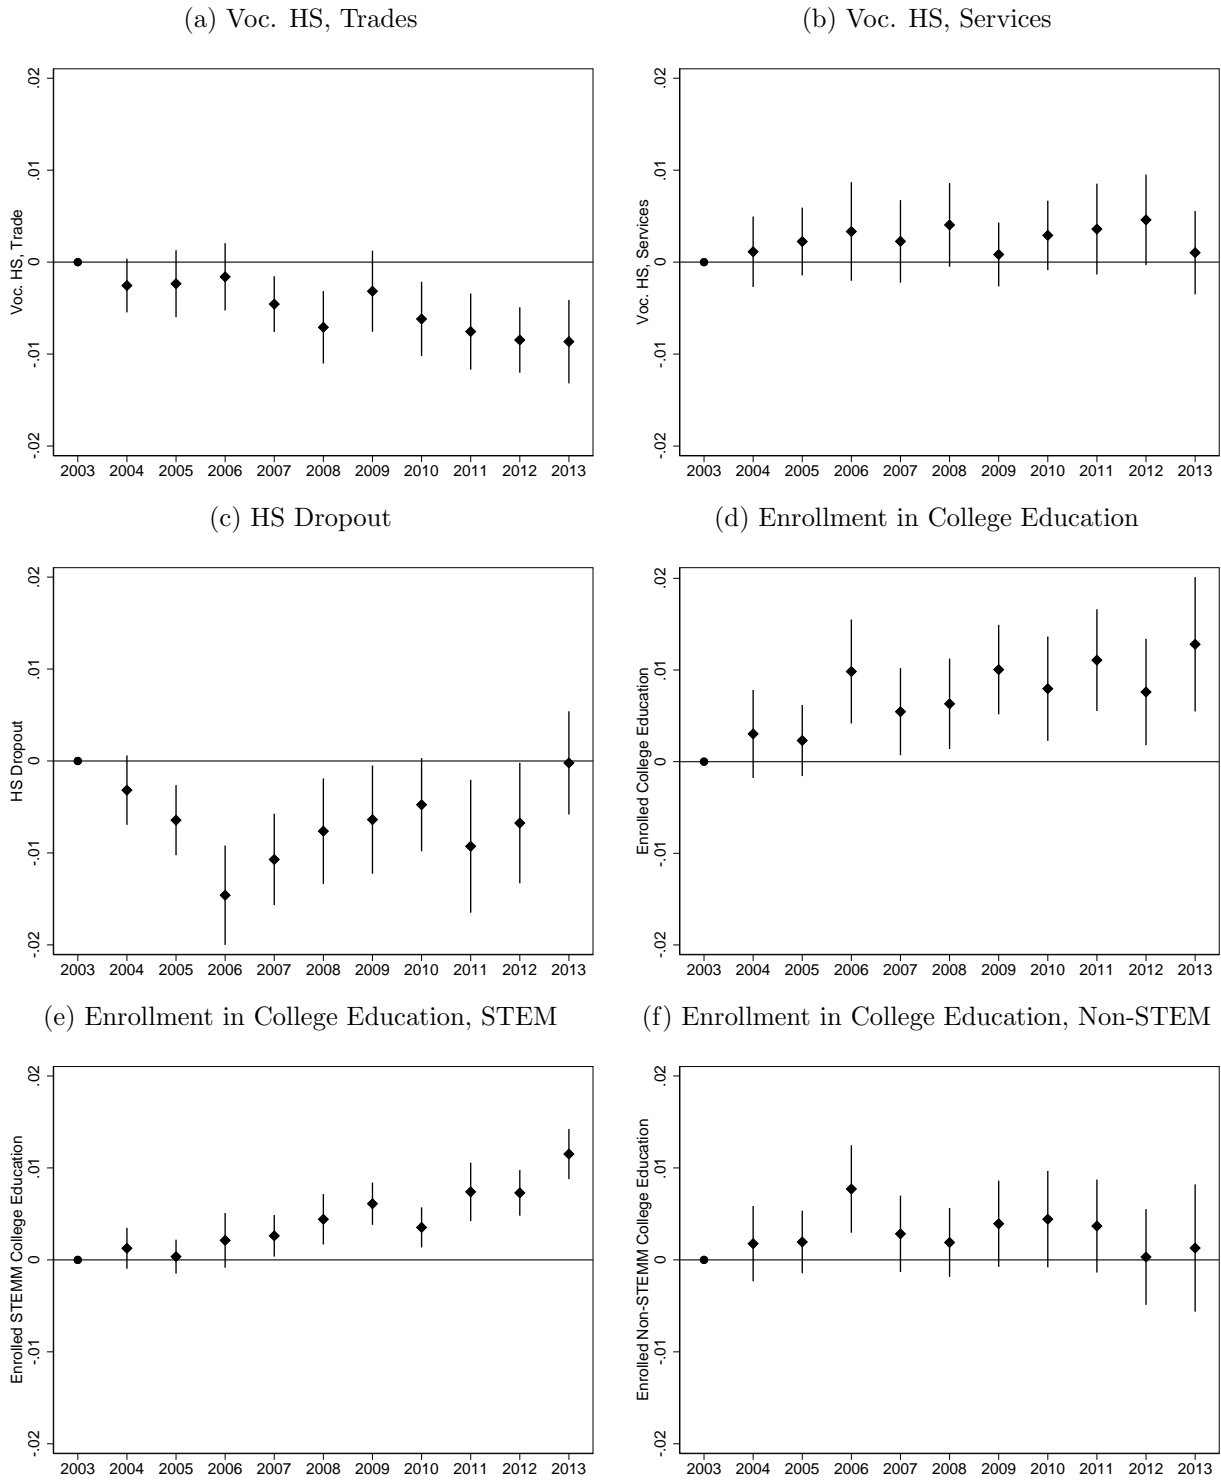 (a) Voc. HS, Trades
Voc. HS, Trade
.02
.01
0
-.01
-.02
2003 2004 2005 2006 2007 2008 2009 2010 2011 2012 2013
(b) Voc. HS, Services
Voc. HS, Services
.02
.01
0
-.01
-.02
2003 2004 2005 2006 2007 2008 2009 2010 2011 2012 2013
(c) HS Dropout
HS Dropout
.02
.01
0
-.01
-.02
2003 2004 2005 2006 2007 2008 2009 2010 2011 2012 2013
(d) Enrollment in College Education
Enrolled College Education
.02
.01
0
-.01
-.02
2003 2004 2005 2006 2007 2008 2009 2010 2011 2012 2013
(e) Enrollment in College Education, STEM
Enrolled STEMM College Education
.02
.01
0
-.01
-.02
2003 2004 2005 2006 2007 2008 2009 2010 2011 2012 2013
(f) Enrollment in College Education, Non-STEM
Enrolled Non-STEMM College Education
.02
.01
0
-.01
-.02
2003 2004 2005 2006 2007 2008 2009 2010 2011 2012 2013